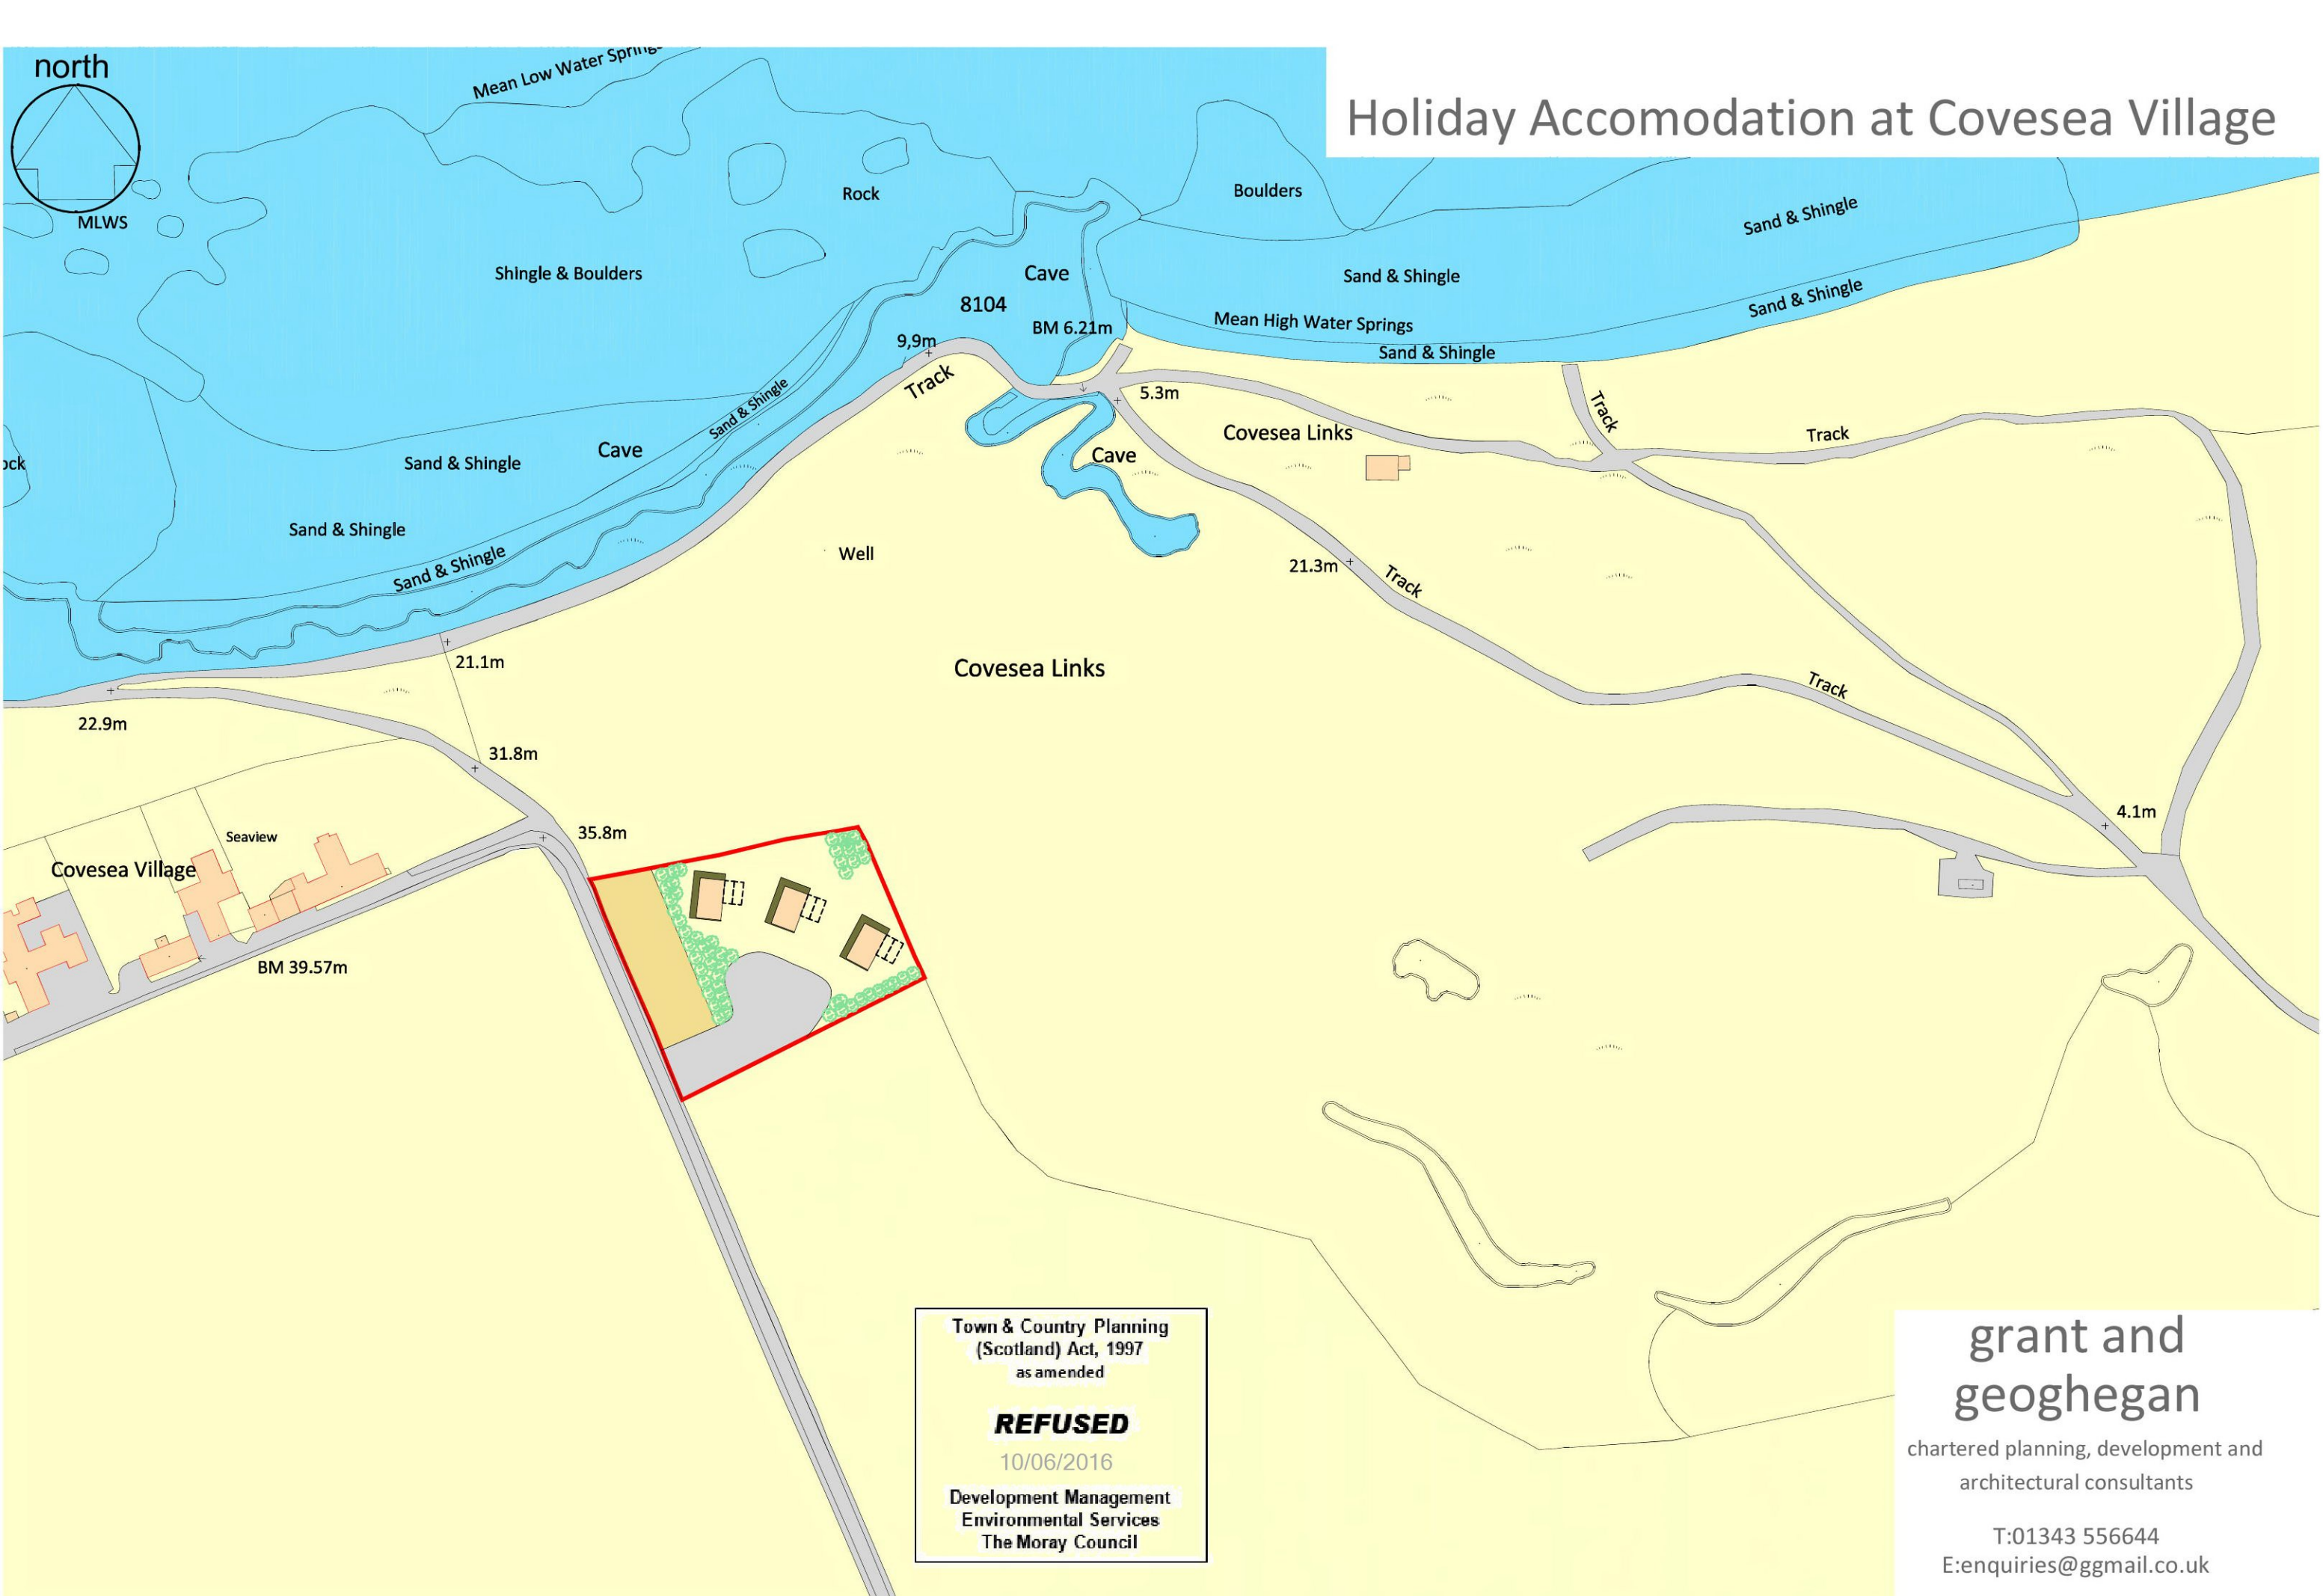 north
Mean Low Water Springs
Holiday Accomodation at Covesea Village
MLWS
Rock
Boulders
Sand & Shingle
Shingle & Boulders
Cave
8104
Sand & Shingle
Sand & Shingle
BM 6.21m
Mean High Water Springs
9,9m
Sand & Shingle
Track
5.3m
Track
Sand & Shingle
Covesea Links
Track
Cave
Cave
Sand & Shingle
ock
Sand & Shingle
Well
Sand & Shingle
21.3m
Track
21.1m
Covesea Links
Track
22.9m
31.8m
4.1m
35.8m
Seaview
Covesea Village
BM 39.57m
Town & Country Planning
(Scotland) Act, 1997
as amended
REFUSED
10/06/2016
Development Management
Environmental Services
The Moray Council
grant and
geoghegan
chartered planning, development and
architectural consultants
T:01343 556644
E:enquiries@ggmail.co.uk